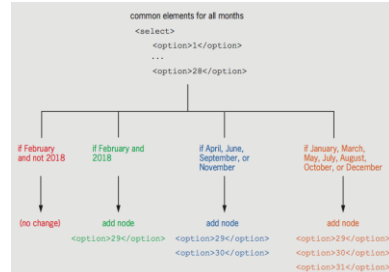 common elements for all months
<select>
<option>1</option>
...
<option>28</option>
if February
and not 2018
if February and
2018
if April, June,
September, or
November
if January, March,
May, July, August,
October, or December
(no change)
add node
<option>29</option>
add node
<option>29</option>
<option>30</option>
add node
<option>29</option>
<option>30</option>
<option>31</option>